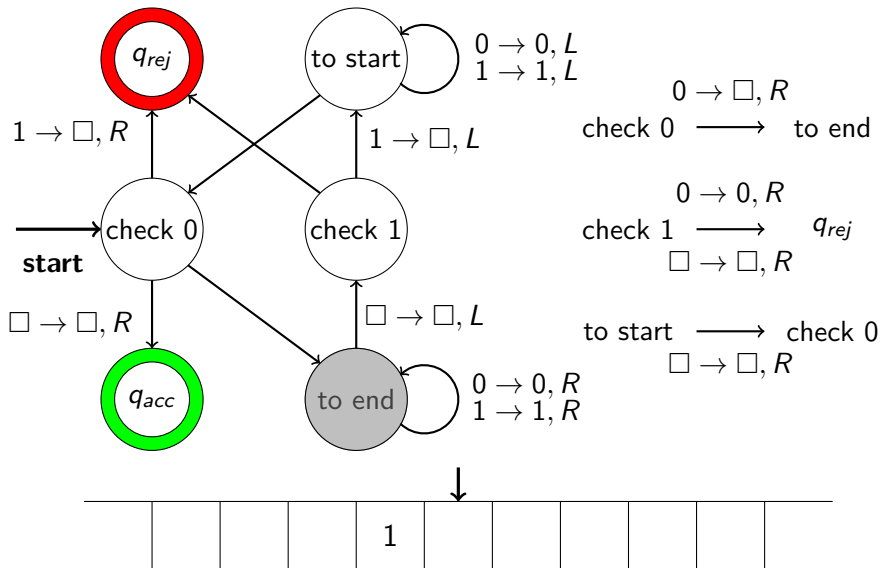 q_rej
to start
0 → 0, L
1 → 1, L
0 → □, R
check 0 → to end
1 → □, R
1 → □, L
0 → 0, R
check 1 → q_rej
□ → □, R
start
check 0
check 1
□ → □, R
□ → □, L
to start → check 0
□ → □, R
q_acc
to end
0 → 0, R
1 → 1, R
1